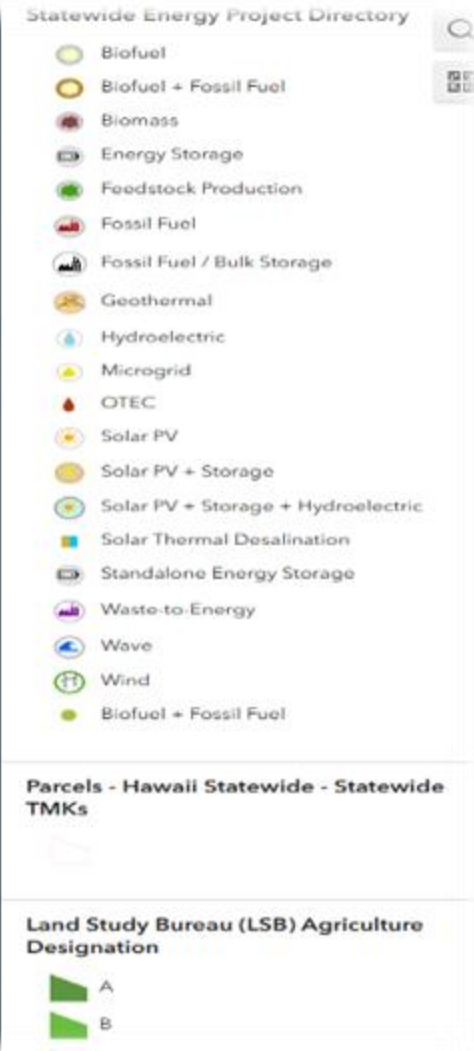 Statewide Energy Project Directory
Biofuel
Biofuel + Fossil Fuel
Biomass
Energy Storage
Feedstock Production
Fossil Fuel
Fossil Fuel / Bulk Storage
Geothermal
Hydroelectric
Microgrid
OTEC
Solar PV
Solar PV + Storage
Solar PV + Storage + Hydroelectric
Solar Thermal Desalination
Standalone Energy Storage
Waste-to-Energy
Wave
Wind
Biofuel + Fossil Fuel
Parcels - Hawaii Statewide - Statewide
TMKs
Land Study Bureau (LSB) Agriculture
Designation
A
B